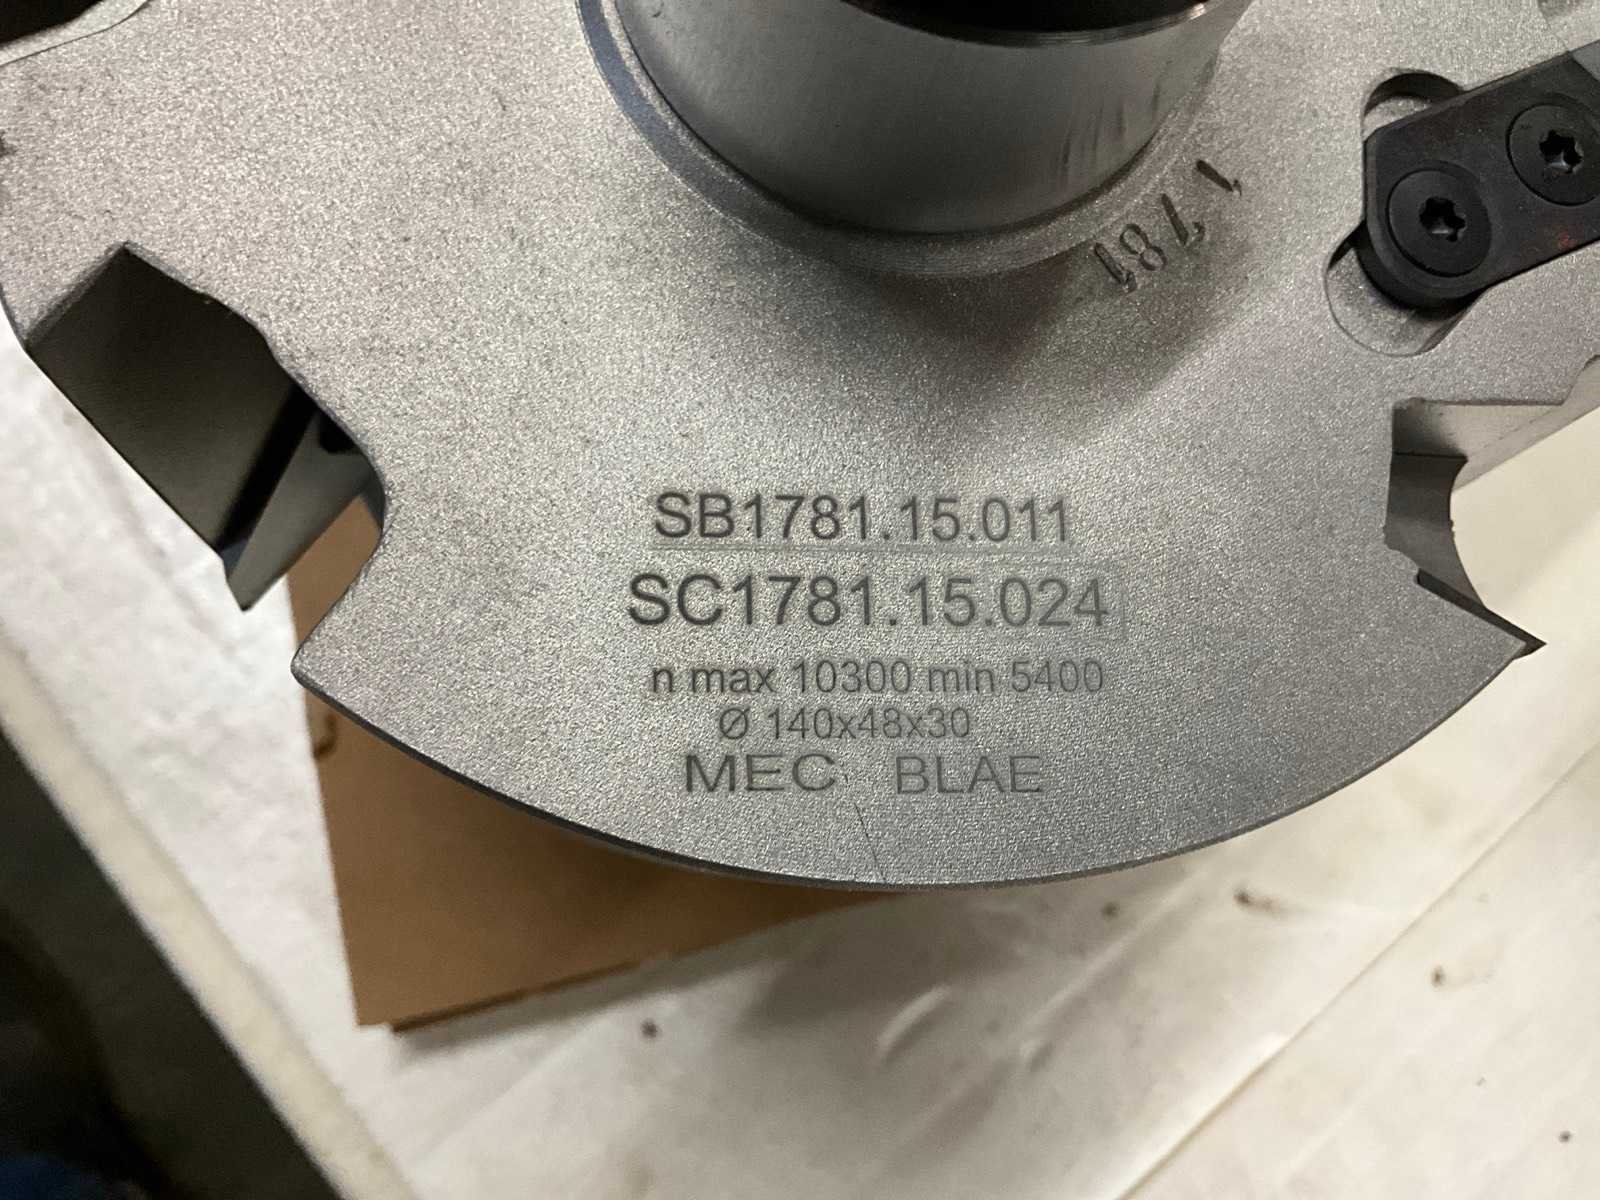 1781
SB1781.15.011
SC1781.15.024
n max 10300 min 5400
Ø 140x48x30
MEC BLAE